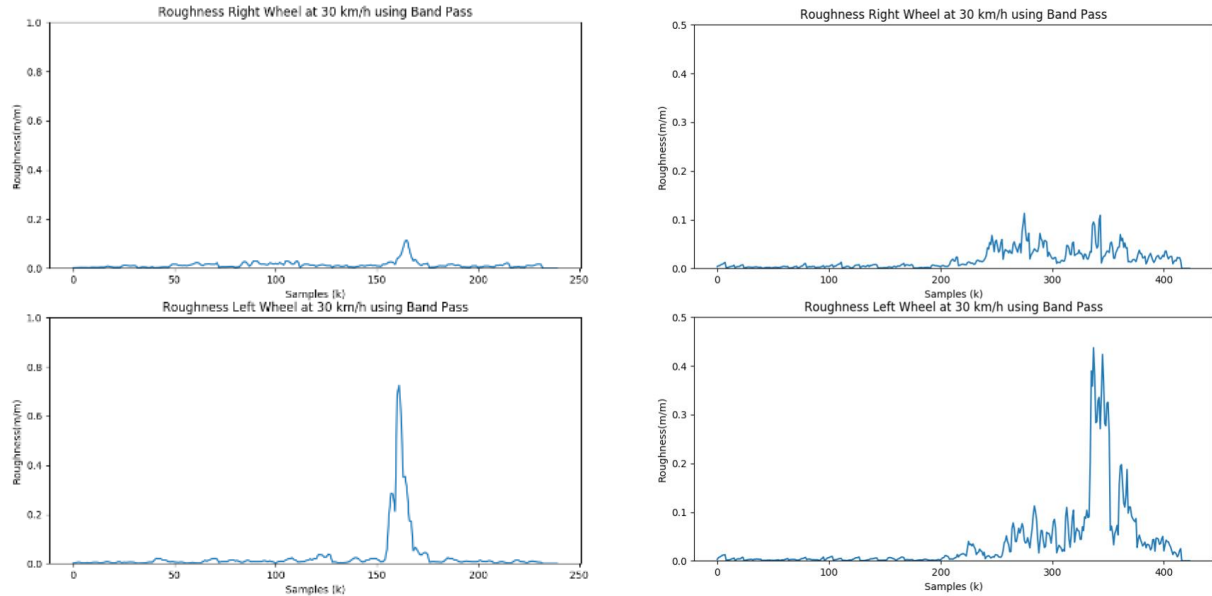 Roughness Right Wheel at 30 km/h using Band Pass
1.0
0.8
0.6
0.4
0.2
0.0
Roughness(m/m)
0 50 100 150 200 250
Samples (k)
Roughness Right Wheel at 30 km/h using Band Pass
0.5
0.4
0.3
0.2
0.1
0.0
Roughness(m/m)
0 100 200 300 400
Samples (k)
Roughness Left Wheel at 30 km/h using Band Pass
1.0
0.8
0.6
0.4
0.2
0.0
Roughness(m/m)
0 50 100 150 200 250
Samples (k)
Roughness Left Wheel at 30 km/h using Band Pass
0.5
0.4
0.3
0.2
0.1
0.0
Roughness(m/m)
0 100 200 300 400
Samples (k)